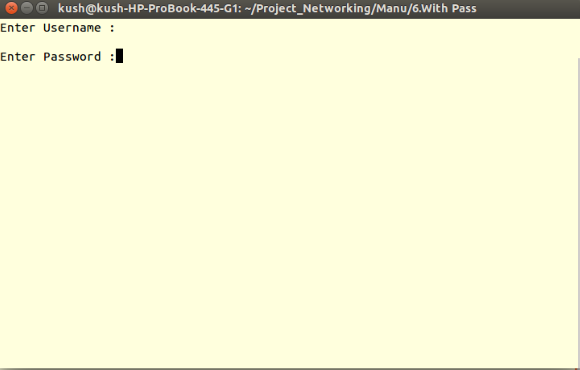 kush@kush-HP-ProBook-445-G1: ~/Project_Networking/Manu/6.With Pass
Enter Username :
Enter Password :